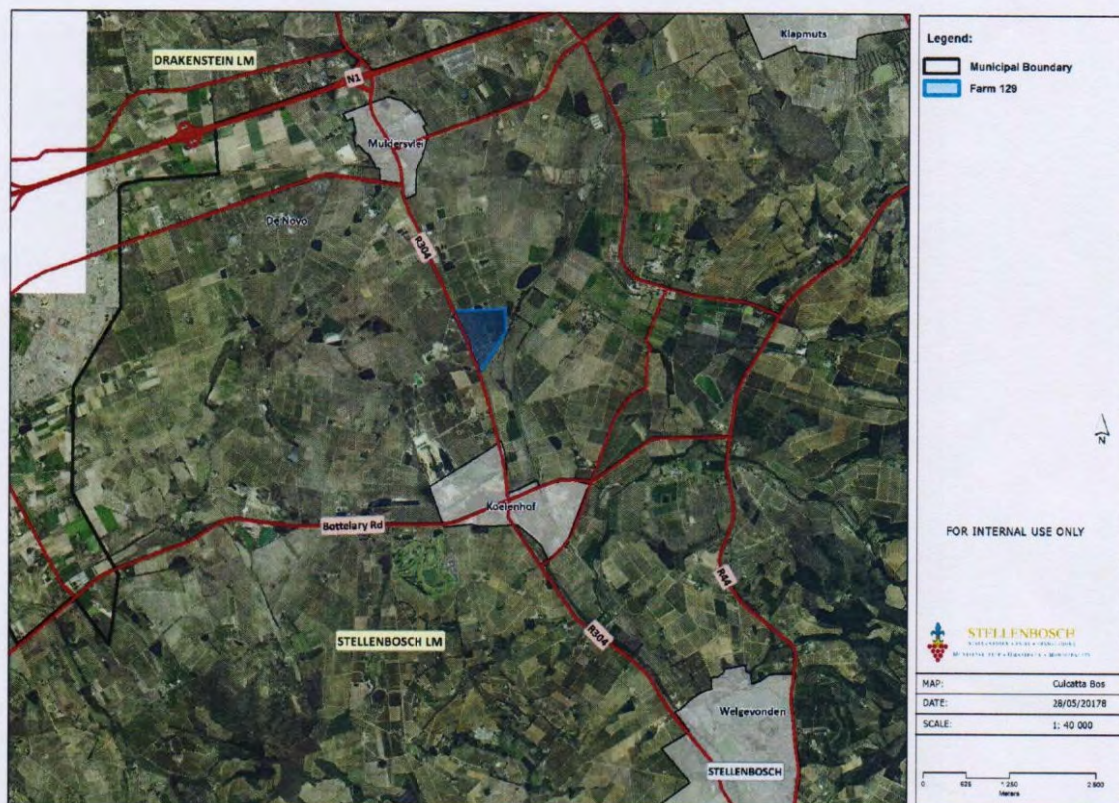 Klapmuts
DRAKENSTEIN LM
N1
Muldersvlei
De Novo
R304
Koelenhof
Bottelary Rd
R44
STELLENBOSCH LM
R304
Welgevonden
STELLENBOSCH
Legend:
Municipal Boundary
Farm 129
N
FOR INTERNAL USE ONLY
STELLENBOSCH
MAP: Culcatta Bos
DATE: 28/05/20178
SCALE: 1: 40 000
0 625 1 250 2 500
Meters